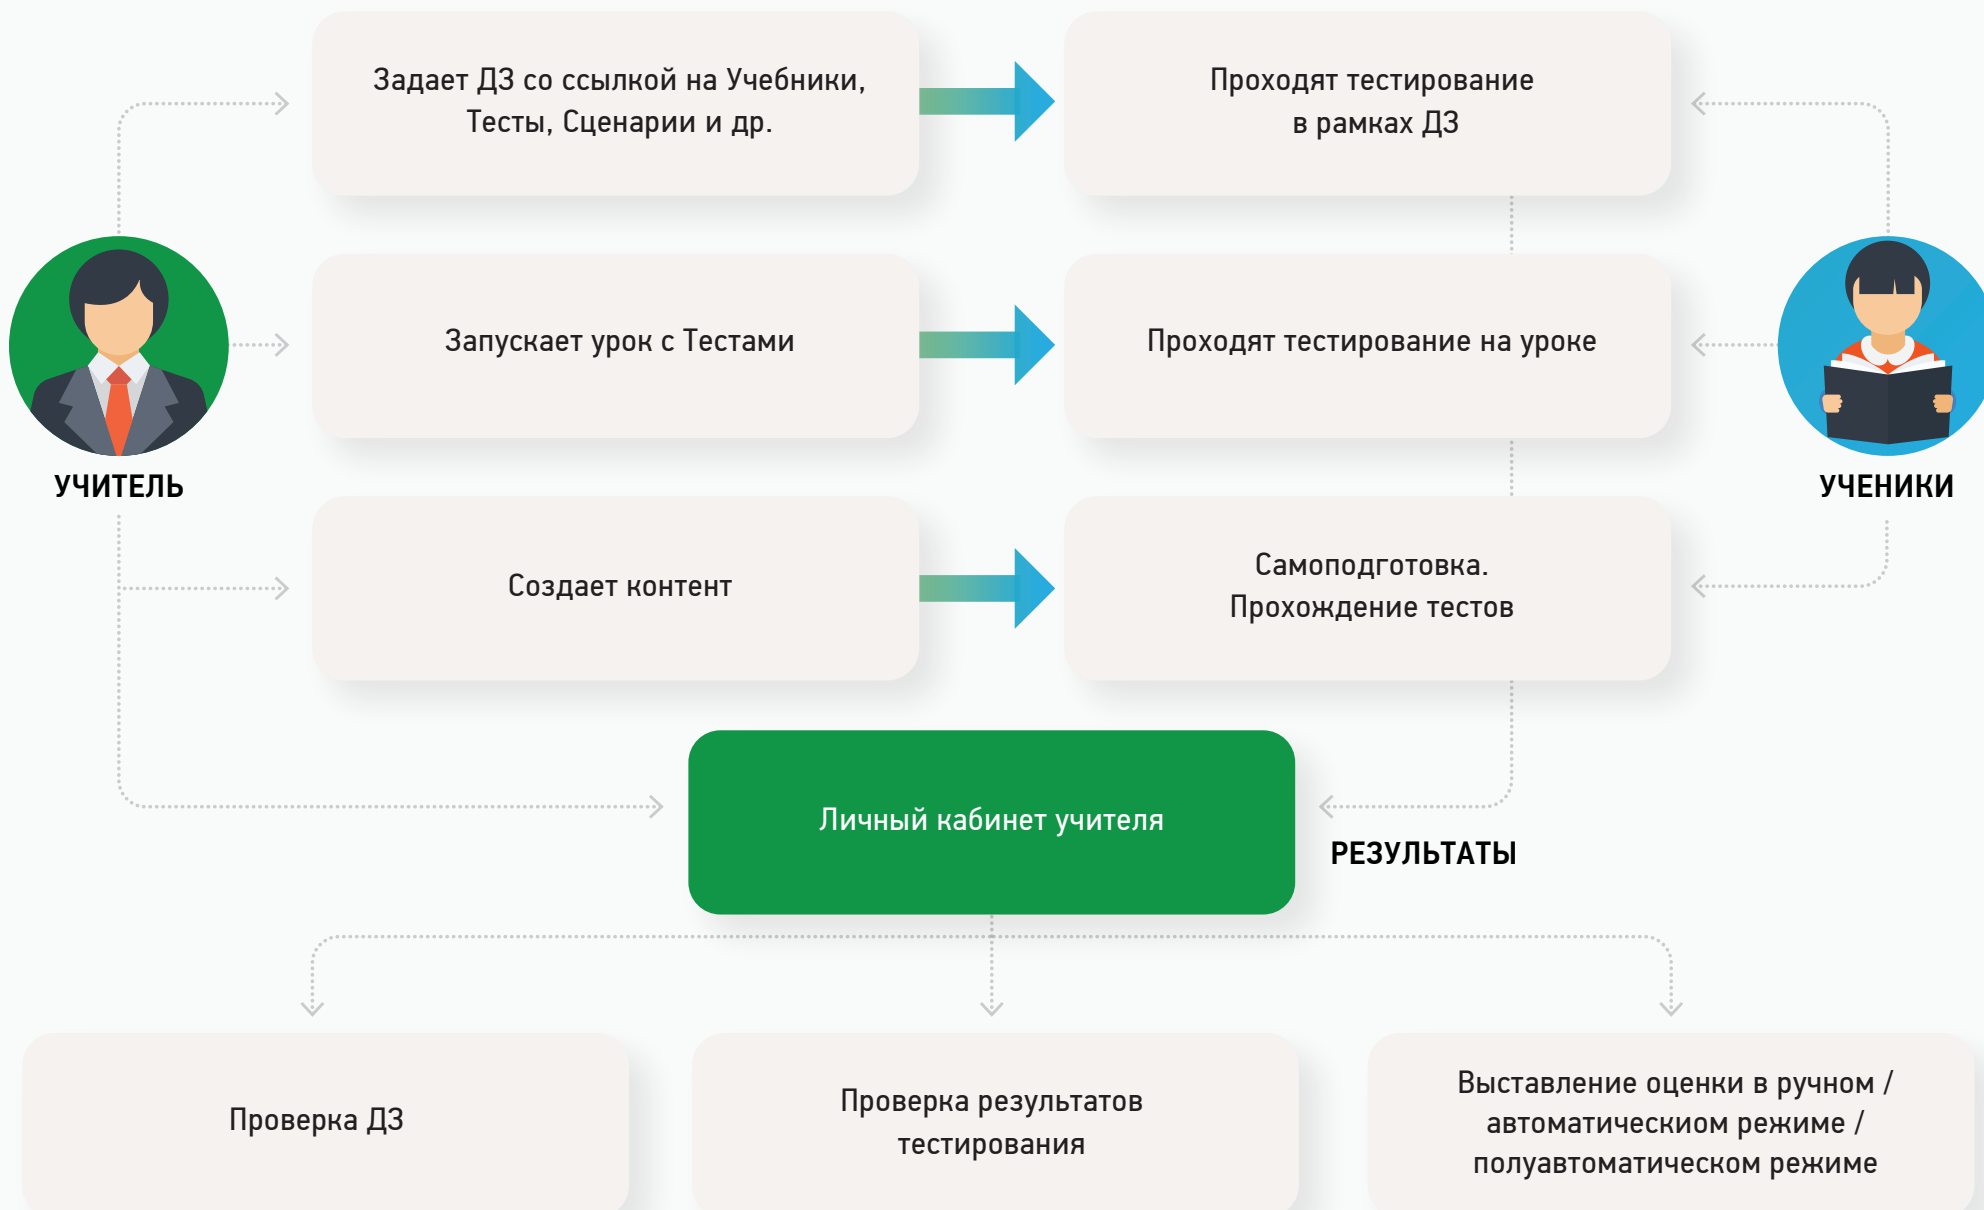 Задает ДЗ со ссылкой на Учебники,
Тесты, Сценарии и др.
Проходят тестирование
в рамках ДЗ
Запускает урок с Тестами
Проходят тестирование на уроке
УЧИТЕЛЬ
УЧЕНИКИ
Создает контент
Самоподготовка.
Прохождение тестов
Личный кабинет учителя
РЕЗУЛЬТАТЫ
Проверка ДЗ
Проверка результатов
тестирования
Выставление оценки в ручном /
автоматическиом режиме /
полуавтоматическом режиме